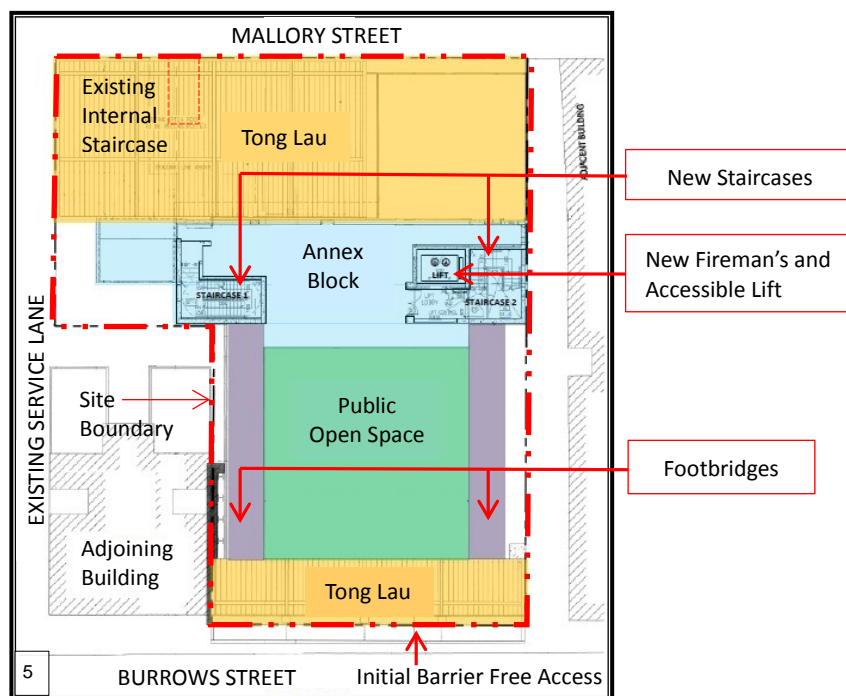 MALLORY STREET
Existing
Internal
Staircase
Tong Lau
ADJACENT BUILDING
New Staircases
Annex
Block
LIFT
New Fireman's and
Accessible Lift
STAIRCASE 1
STAIRCASE 2
LIFT
LOBBY
EXISTING SERVICE LANE
Site
Boundary
Public
Open Space
Footbridges
Adjoining
Building
Tong Lau
5
BURROWS STREET
Initial Barrier Free Access